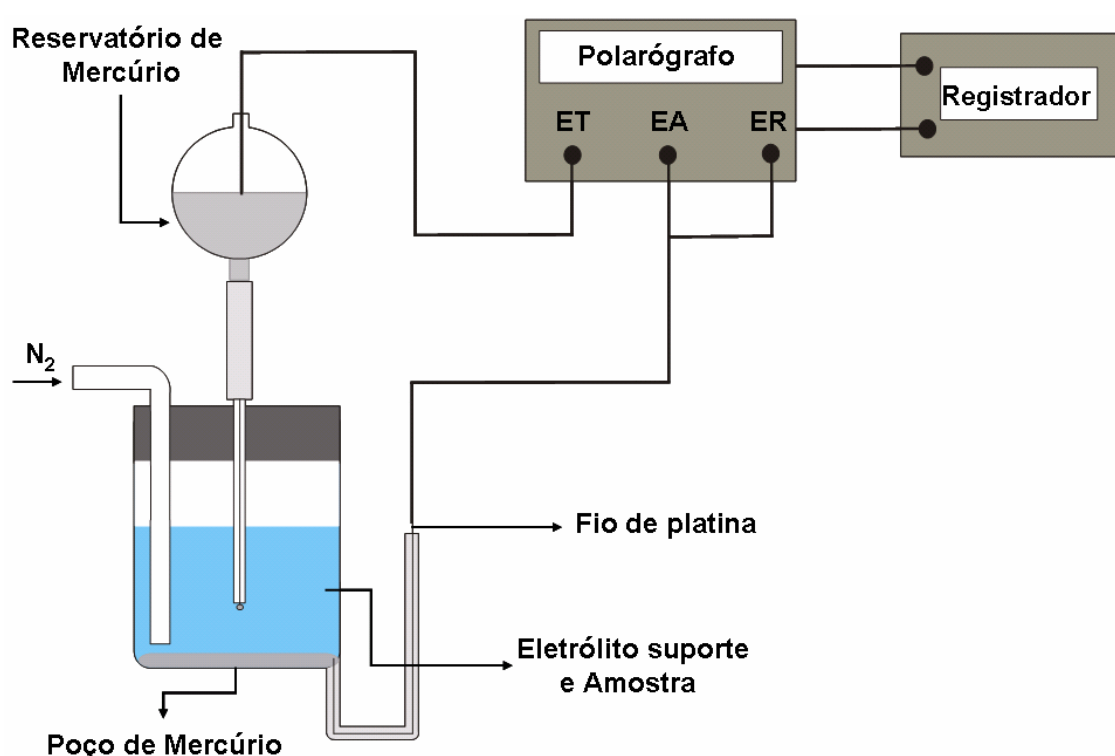 Reservatório de
Mercúrio
Polarógrafo
ET EA ER
Registrador
N2
Fio de platina
Eletrólito suporte
e Amostra
Poço de Mercúrio